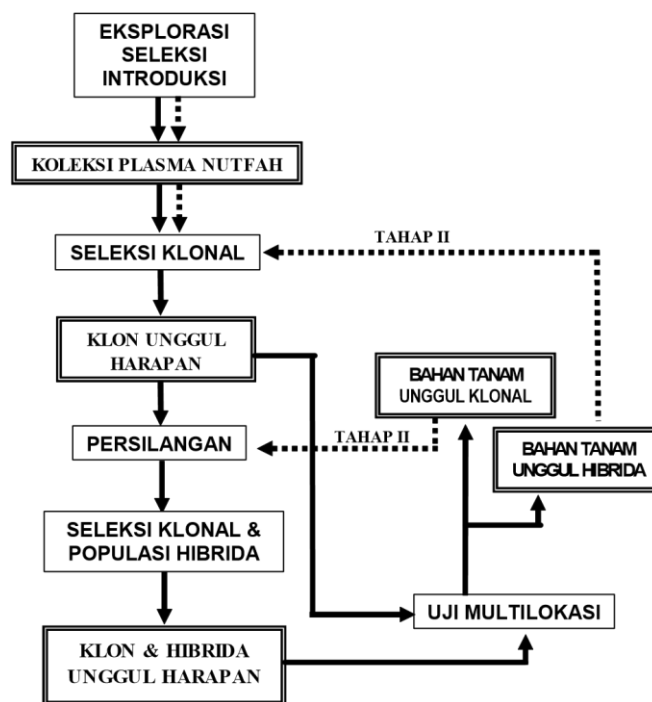 EKSPLORASI
SELEKSI
INTRODUKSI
KOLEKSI PLASMA NUTFAH
TAHAP II
SELEKSI KLONAL
KLON UNGGUL
HARAPAN
BAHAN TANAM
UNGGUL KLONAL
PERSILANGAN
TAHAP II
BAHAN TANAM
UNGGUL HIBRIDA
SELEKSI KLONAL &
POPULASI HIBRIDA
UJI MULTILOKASI
KLON & HIBRIDA
UNGGUL HARAPAN